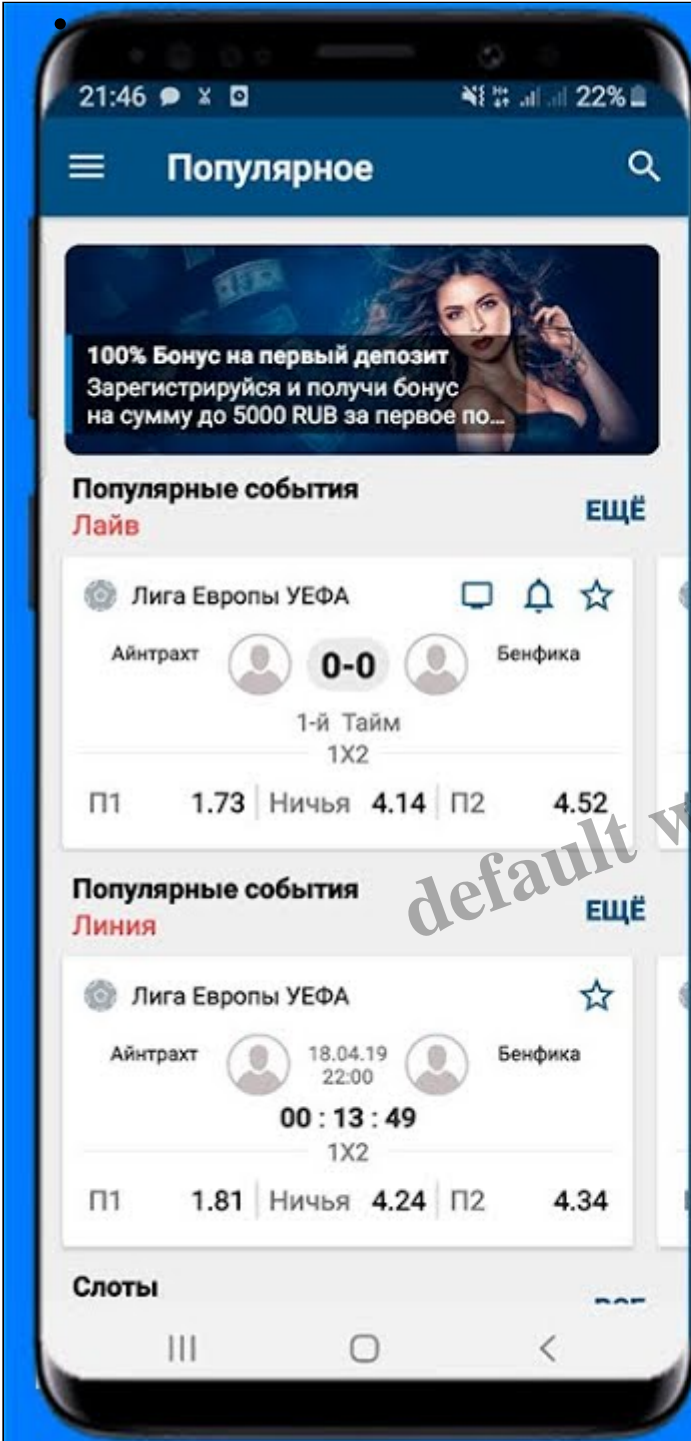 21:46
22%
Популярное
100% Бонус на первый депозит
Зарегистрируйся и получи бонус
на сумму до 5000 RUB за первое по...
Популярные события
ЕЩЁ
Лайв
Лига Европы УЕФА
Айнтрахт
0-0
Бенфика
1-й Тайм
1X2
П1 1.73 Ничья 4.14 П2 4.52
default
Популярные события
ЕЩЁ
Линия
Лига Европы УЕФА
Айнтрахт
18.04.19
Бенфика
22:00
00 : 13 : 49
1X2
П1 1.81 Ничья 4.24 П2 4.34
Слоты